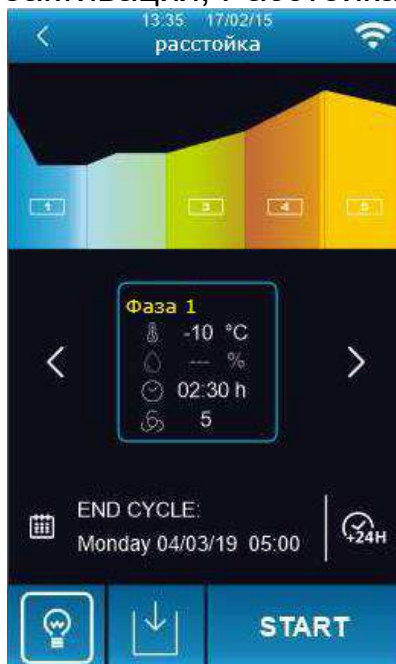 13:35 17/02/15
расстойка
1 3 4 5
Фаза 1
-10 °C
--- %
02:30 h
5
END CYCLE:
Monday 04/03/19 05:00
+24H
START